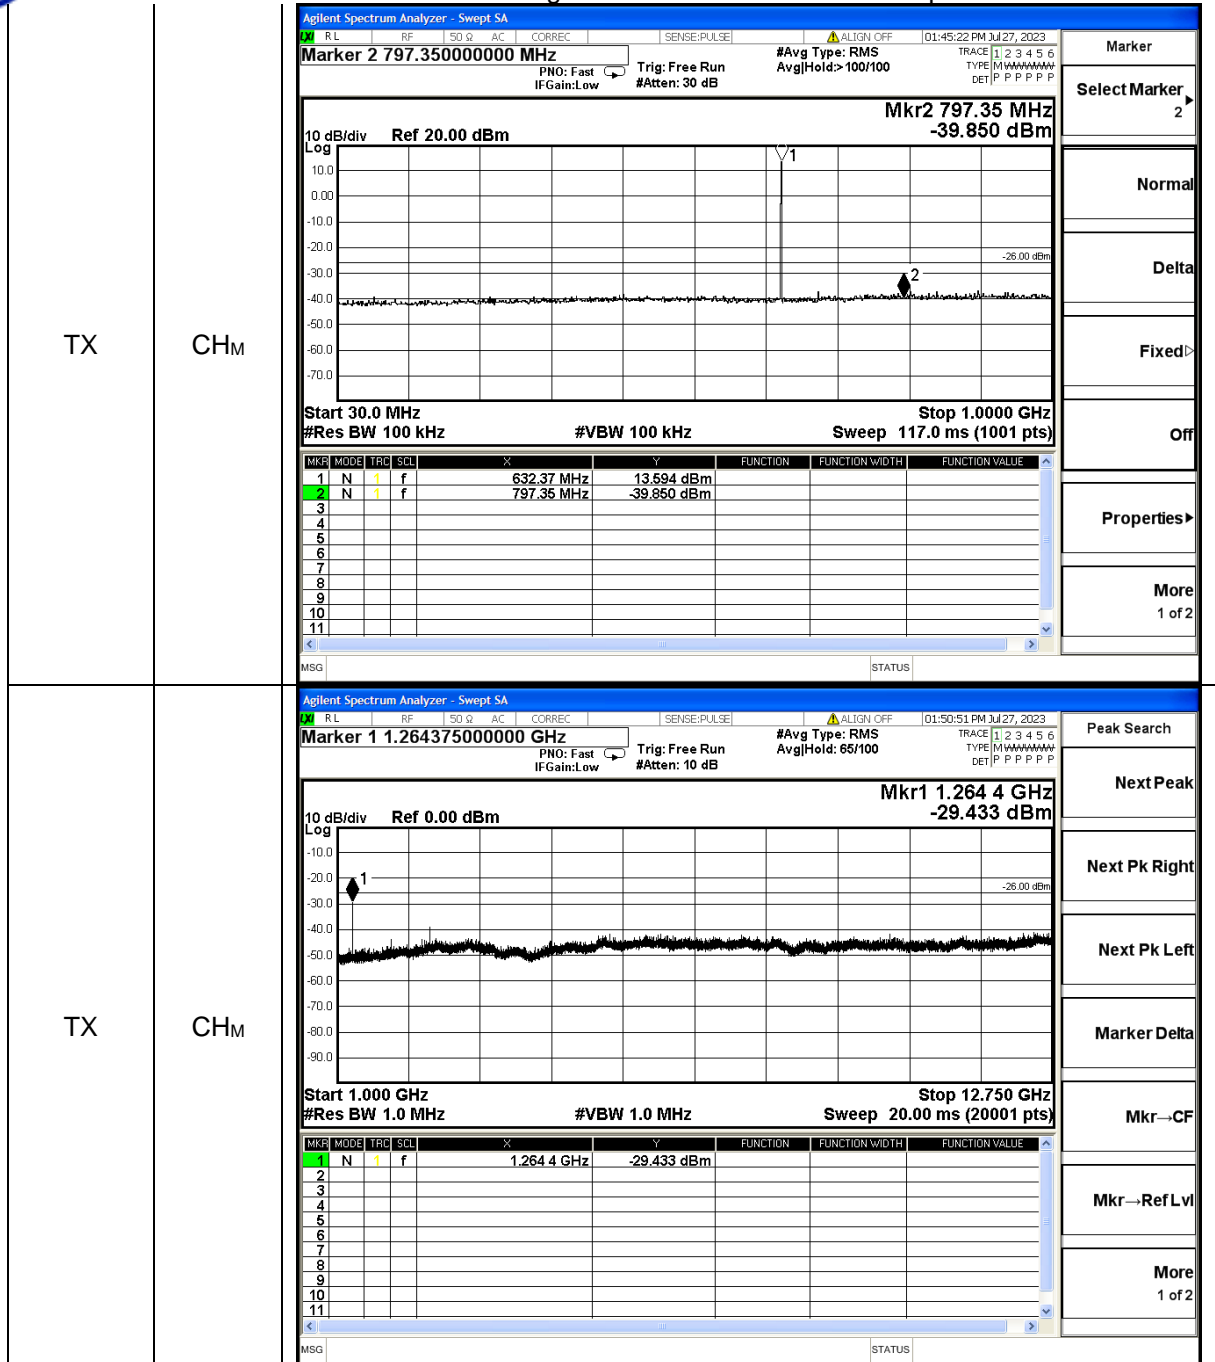 TX
CHM
Agilent Spectrum Analyzer - Swept SA
LXI RL RF 50 Ω AC CORREC SENSE:PULSE ALIGN OFF 01:45:22 PM Jul 27, 2023
Marker 2 797.350000000 MHz
PNO: Fast
IFGain:Low
Trig: Free Run
#Atten: 30 dB
#Avg Type: RMS
Avg|Hold:>100/100
TRACE 1 2 3 4 5 6
TYPE M WWWWW
DET P P P P P P
Mkr2 797.35 MHz
-39.850 dBm
10 dB/div Ref 20.00 dBm
Log
10.0
0.00
-10.0
-20.0
-30.0
-40.0
-50.0
-60.0
-70.0
1
2
-26.00 dBm
Start 30.0 MHz Stop 1.0000 GHz
#Res BW 100 kHz #VBW 100 kHz Sweep 117.0 ms (1001 pts)
MKR MODE TRC SCL X Y FUNCTION FUNCTION WIDTH FUNCTION VALUE
1 N 1 f 632.37 MHz 13.594 dBm
2 N 1 f 797.35 MHz -39.850 dBm
3
4
5
6
7
8
9
10
11
MSG STATUS
Marker
Select Marker
2
Normal
Delta
Fixed
Off
Properties
More
1 of 2
TX
CHM
Agilent Spectrum Analyzer - Swept SA
LXI RL RF 50 Ω AC CORREC SENSE:PULSE ALIGN OFF 01:50:51 PM Jul 27, 2023
Marker 1 1.264375000000 GHz
PNO: Fast
IFGain:Low
Trig: Free Run
#Atten: 10 dB
#Avg Type: RMS
Avg|Hold: 65/100
TRACE 1 2 3 4 5 6
TYPE M WWWWW
DET P P P P P P
Mkr1 1.264 4 GHz
-29.433 dBm
10 dB/div Ref 0.00 dBm
Log
-10.0
-20.0
-30.0
-40.0
-50.0
-60.0
-70.0
-80.0
-90.0
1
-26.00 dBm
Start 1.000 GHz Stop 12.750 GHz
#Res BW 1.0 MHz #VBW 1.0 MHz Sweep 20.00 ms (20001 pts)
MKR MODE TRC SCL X Y FUNCTION FUNCTION WIDTH FUNCTION VALUE
1 N 1 f 1.264 4 GHz -29.433 dBm
2
3
4
5
6
7
8
9
10
11
MSG STATUS
Peak Search
Next Peak
Next Pk Right
Next Pk Left
Marker Delta
Mkr→CF
Mkr→Ref Lvl
More
1 of 2